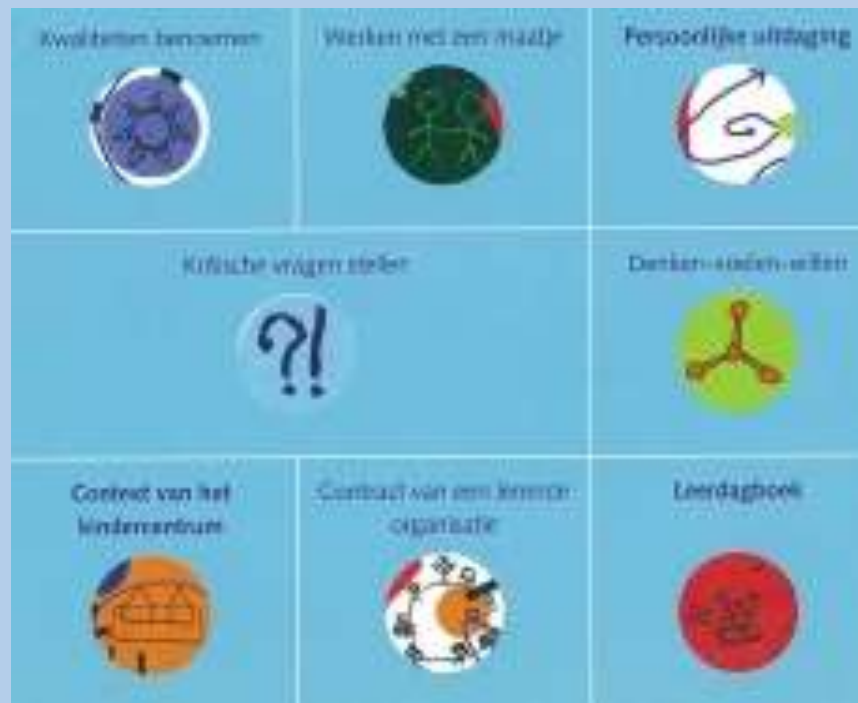 Kwaliteiten benoemen
Werken met een maatje
Persoonlijke uitdaging
Kritische vragen stellen
?!
Denken-voelen-willen
Context van het
kindercentrum
Contract van een lerende
organisatie
Leerdagboek